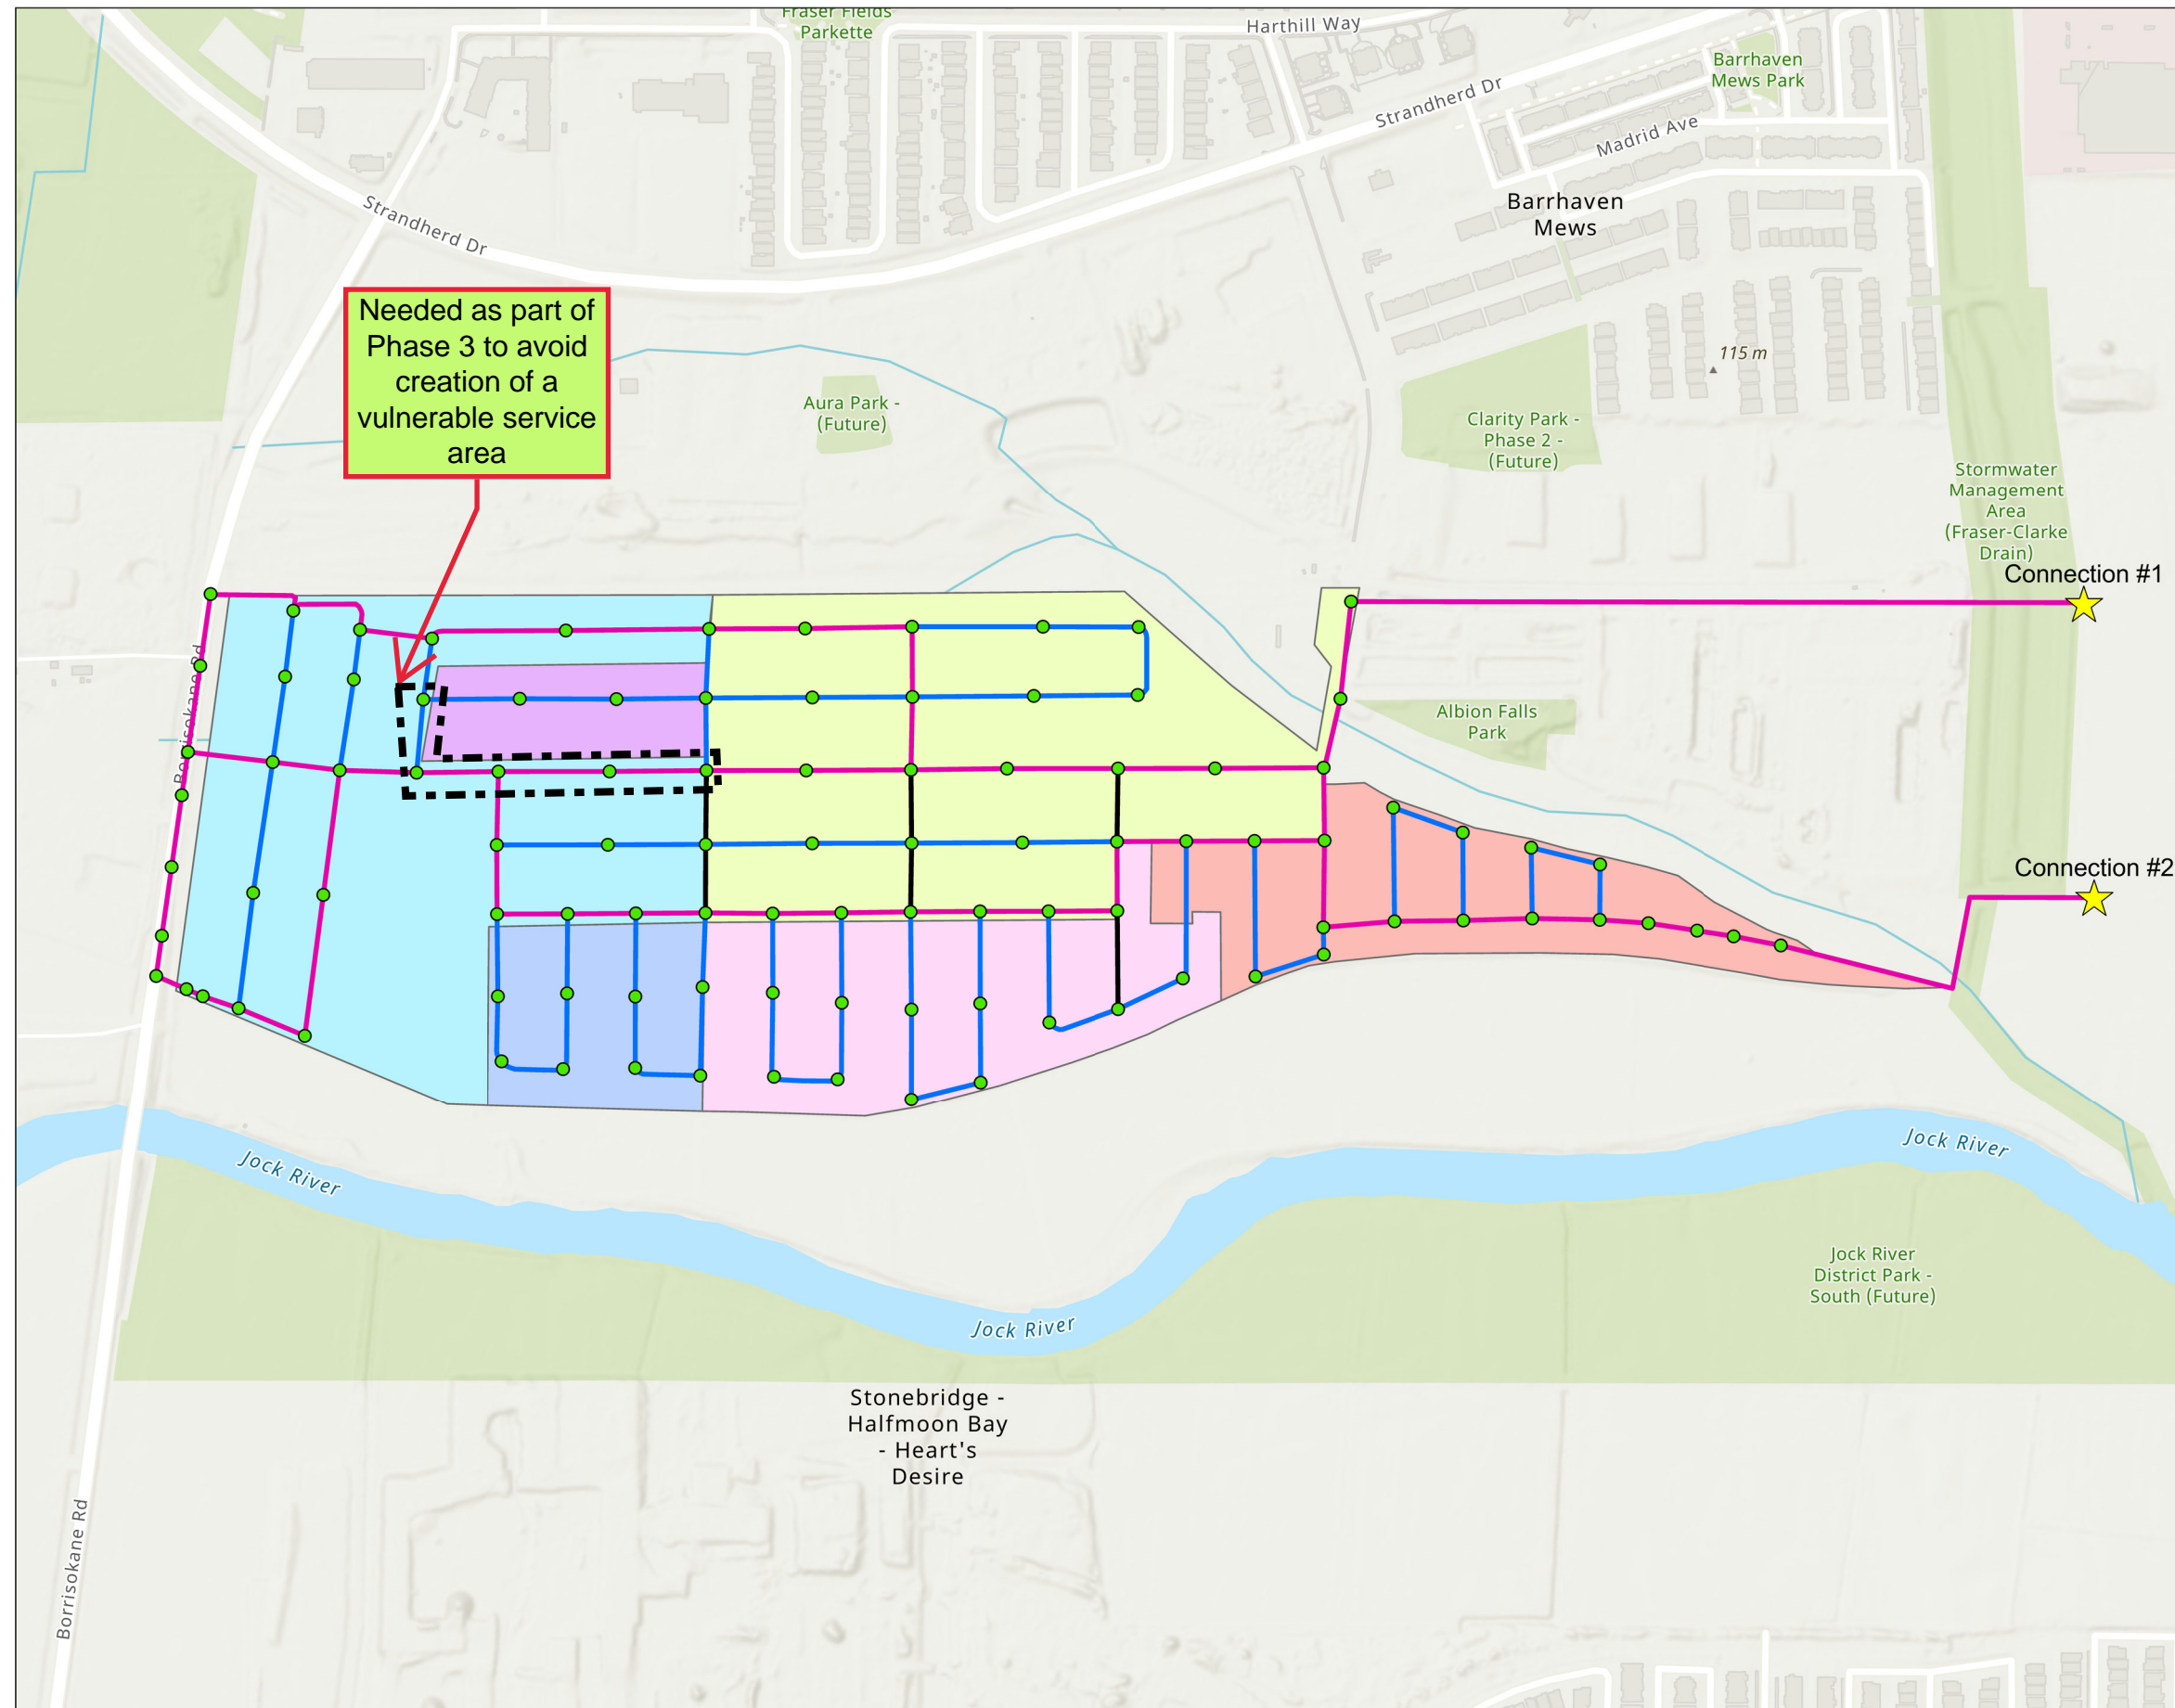 Fraser Fields
Parkette
Harthill Way
Strandherd Dr
Barrhaven
Mews Park
Madrid Ave
Barrhaven
Mews
Strandherd Dr
115 m
Needed as part of
Phase 3 to avoid
creation of a
vulnerable service
area
Aura Park -
(Future)
Clarity Park -
Phase 2 -
(Future)
Stormwater
Management
Area
(Fraser-Clarke
Drain)
Connection #1
Borrisokane Rd
Albion Falls
Park
Connection #2
Jock River
Jock River
Jock River
Jock River
District Park -
South (Future)
Stonebridge -
Halfmoon Bay
- Heart's
Desire
Borrisokane Rd